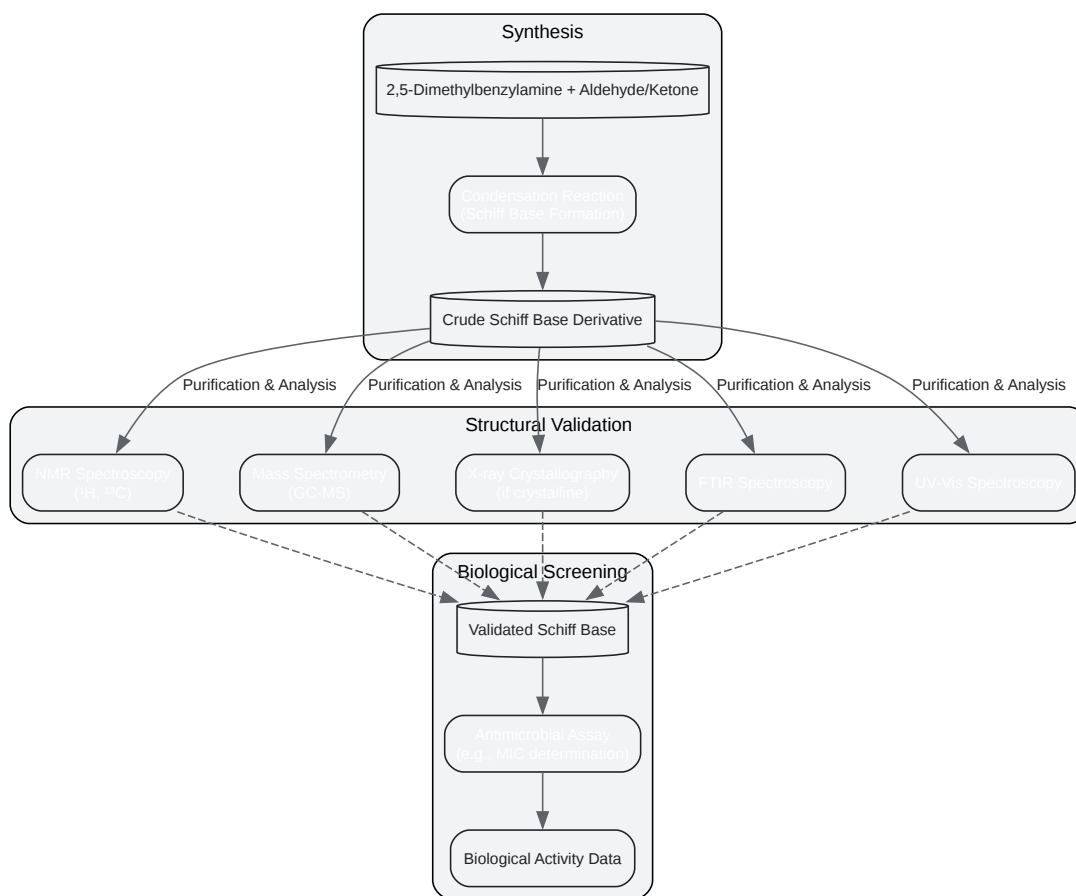 Synthesis
2,5-Dimethylbenzylamine + Aldehyde/Ketone
Condensation Reaction
(Schiff Base Formation)
Crude Schiff Base Derivative
Purification & Analysis
Purification & Analysis
Purification & Analysis
Purification & Analysis
Purification & Analysis
Structural Validation
NMR Spectroscopy
(¹H, ¹³C)
Mass Spectrometry
(GC-MS)
X-ray Crystallography
(if crystalline)
FTIR Spectroscopy
UV-Vis Spectroscopy
Biological Screening
Validated Schiff Base
Antimicrobial Assay
(e.g., MIC determination)
Biological Activity Data